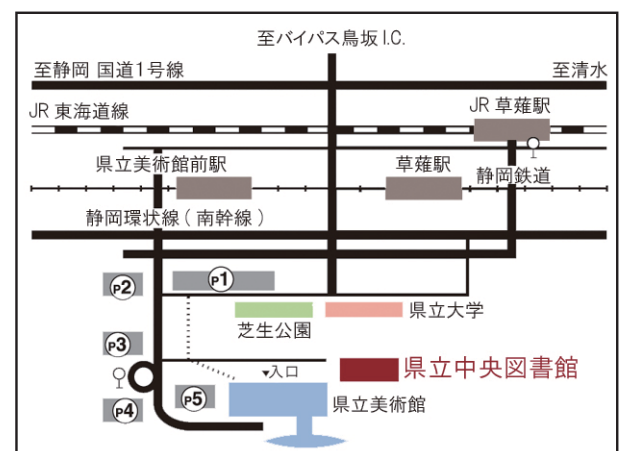 至バイパス鳥坂I.C.
至静岡 国道1号線
至清水
JR 東海道線
JR 草薙駅
県立美術館前駅
草薙駅
静岡鉄道
静岡環状線(南幹線)
P1
P2
芝生公園
県立大学
P3
▼入口
県立中央図書館
P4
P5
県立美術館